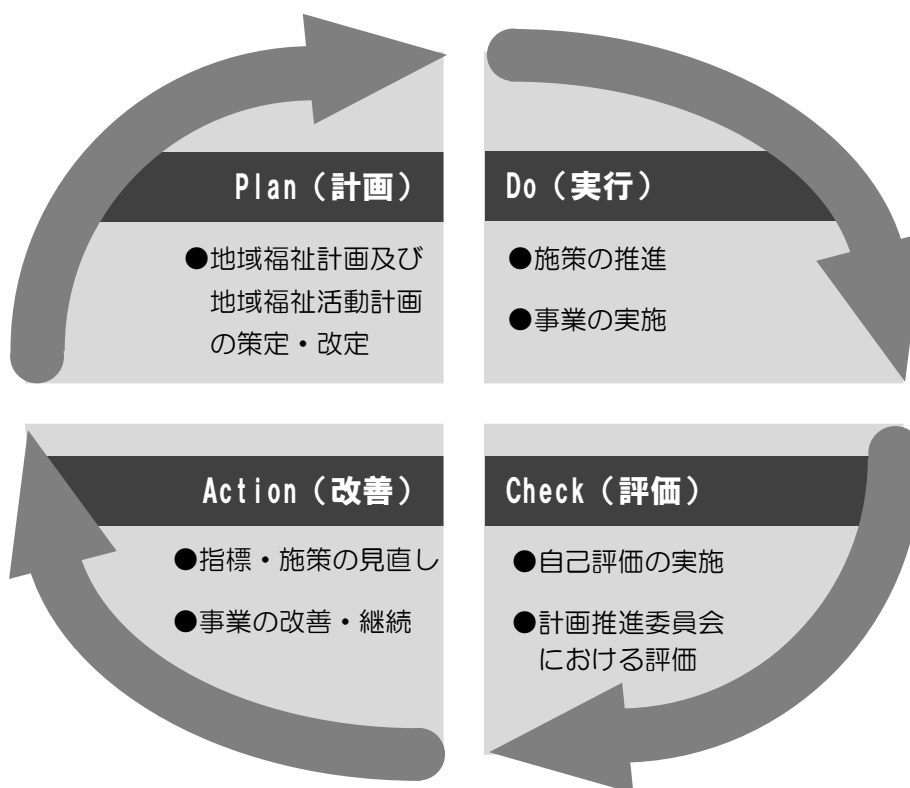 Plan（計画）
●地域福祉計画及び
地域福祉活動計画
の策定・改定
Do（実行）
●施策の推進
●事業の実施
Action（改善）
●指標・施策の見直し
●事業の改善・継続
Check（評価）
●自己評価の実施
●計画推進委員会
における評価